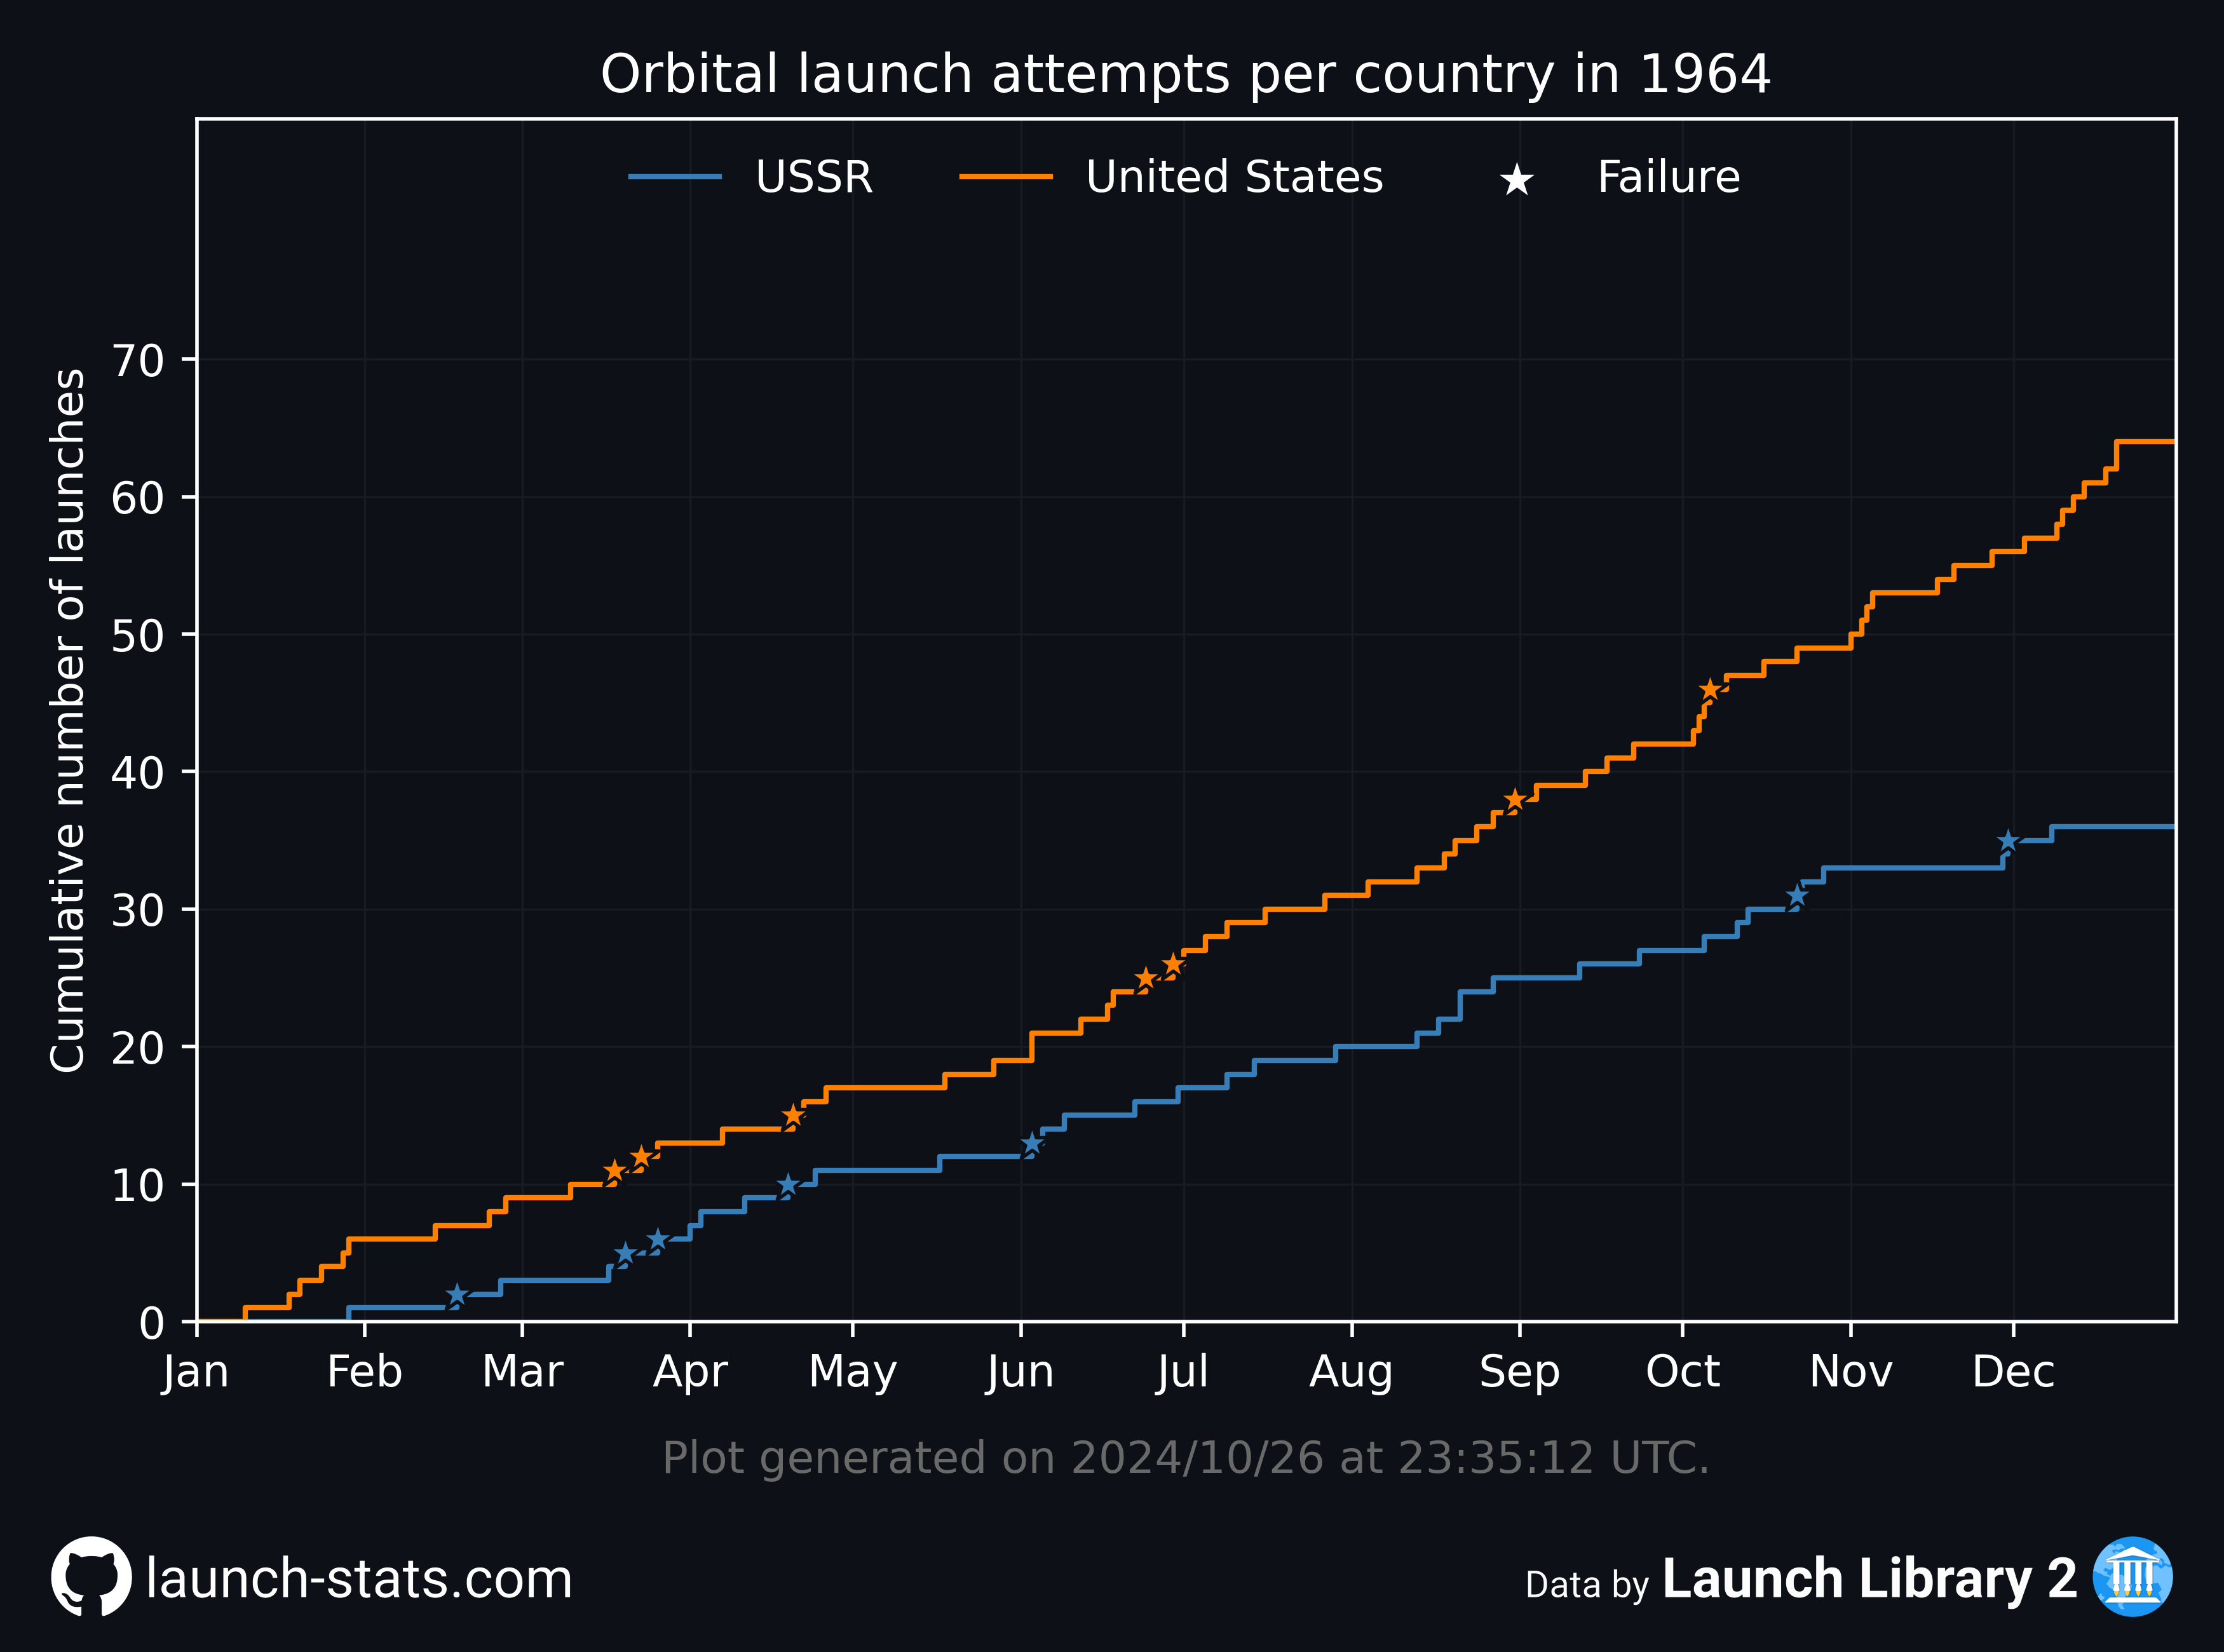 Orbital launch attempts per country in 1964
USSR
United States
Failure
Cumulative number of launches
70
60
50
40
30
20
10
0
Jan Feb Mar Apr May Jun Jul Aug Sep Oct Nov Dec
Plot generated on 2024/10/26 at 23:35:12 UTC.
launch-stats.com
Data by Launch Library 2